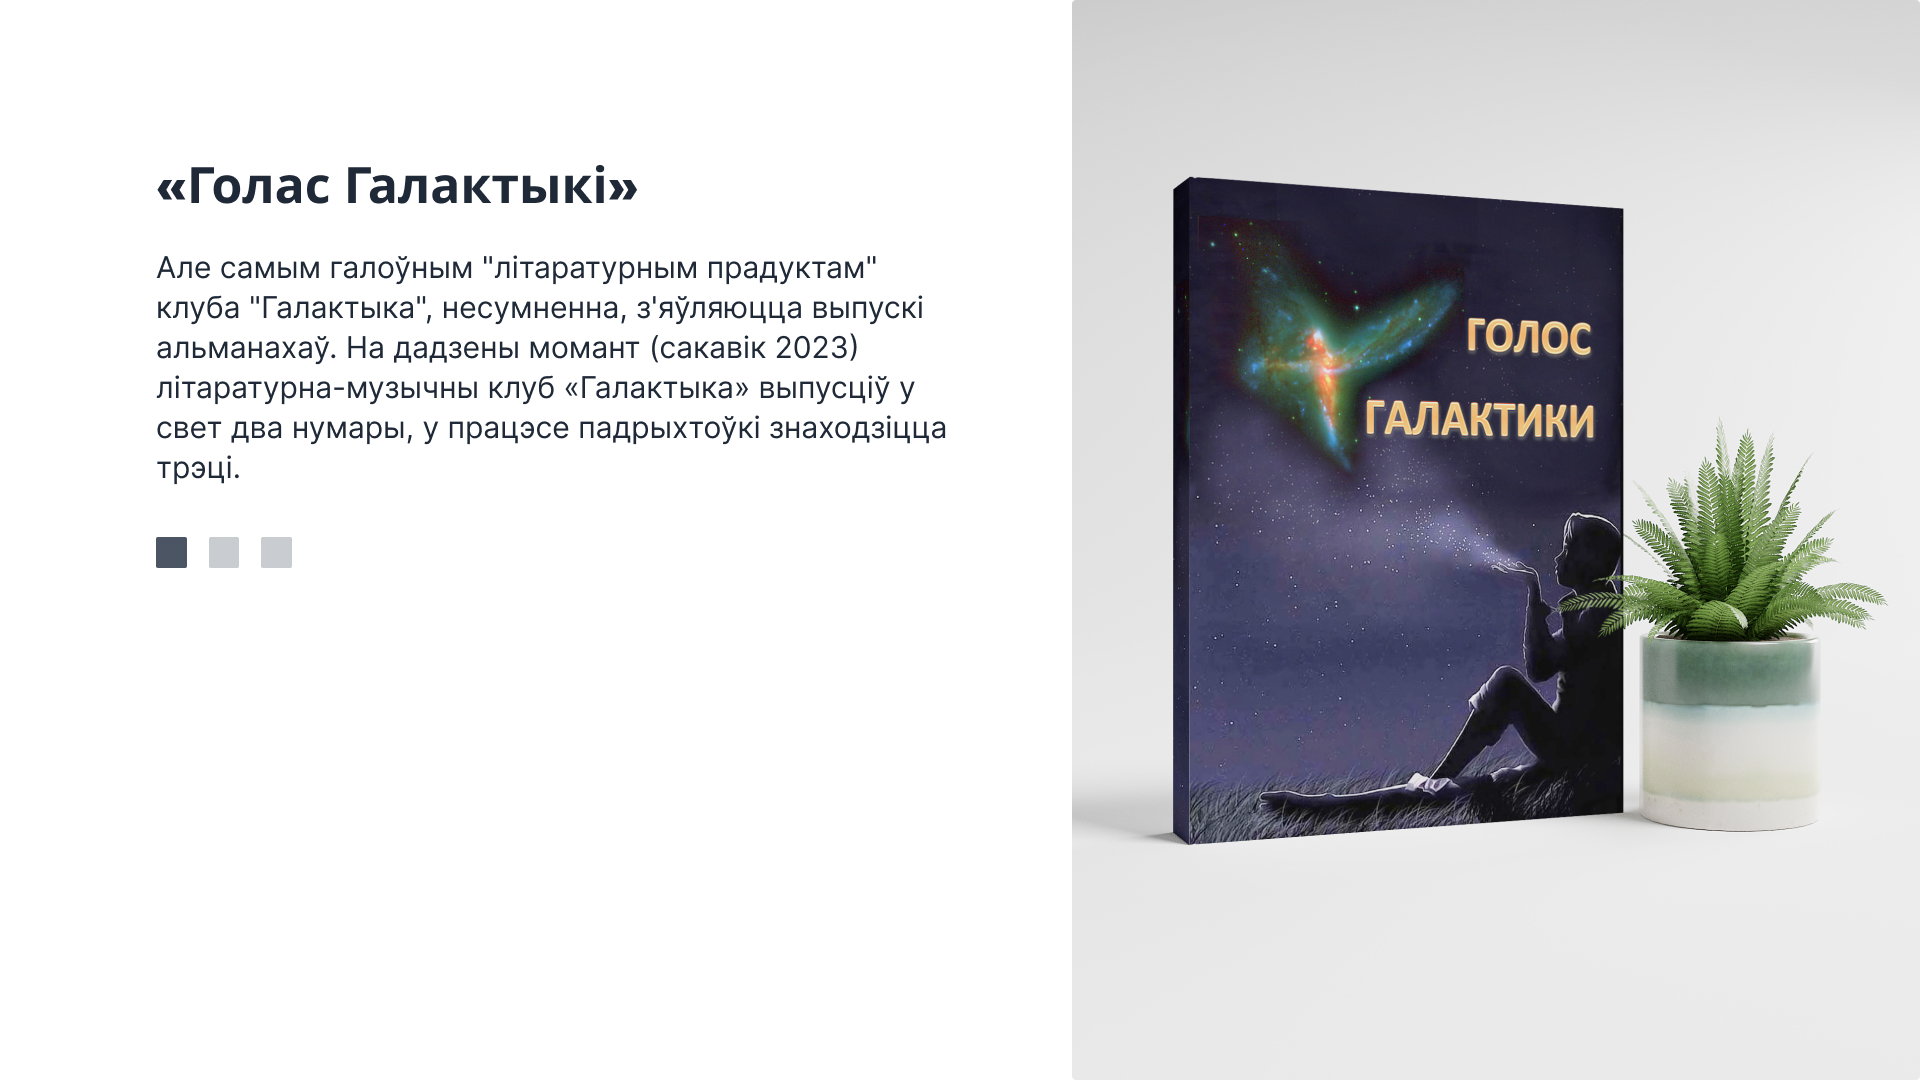 «Голас Галактыкі»
Але самым галоўным "літаратурным прадуктам"
клуба "Галактыка", несумненна, з'яўляюцца выпускі
альманахаў. На дадзены момант (сакавік 2023)
літаратурна-музычны клуб «Галактыка» выпусціў у
свет два нумары, у працэсе падрыхтоўкі знаходзіцца
трэці.
ГОЛОС
ГАЛАКТИКИ